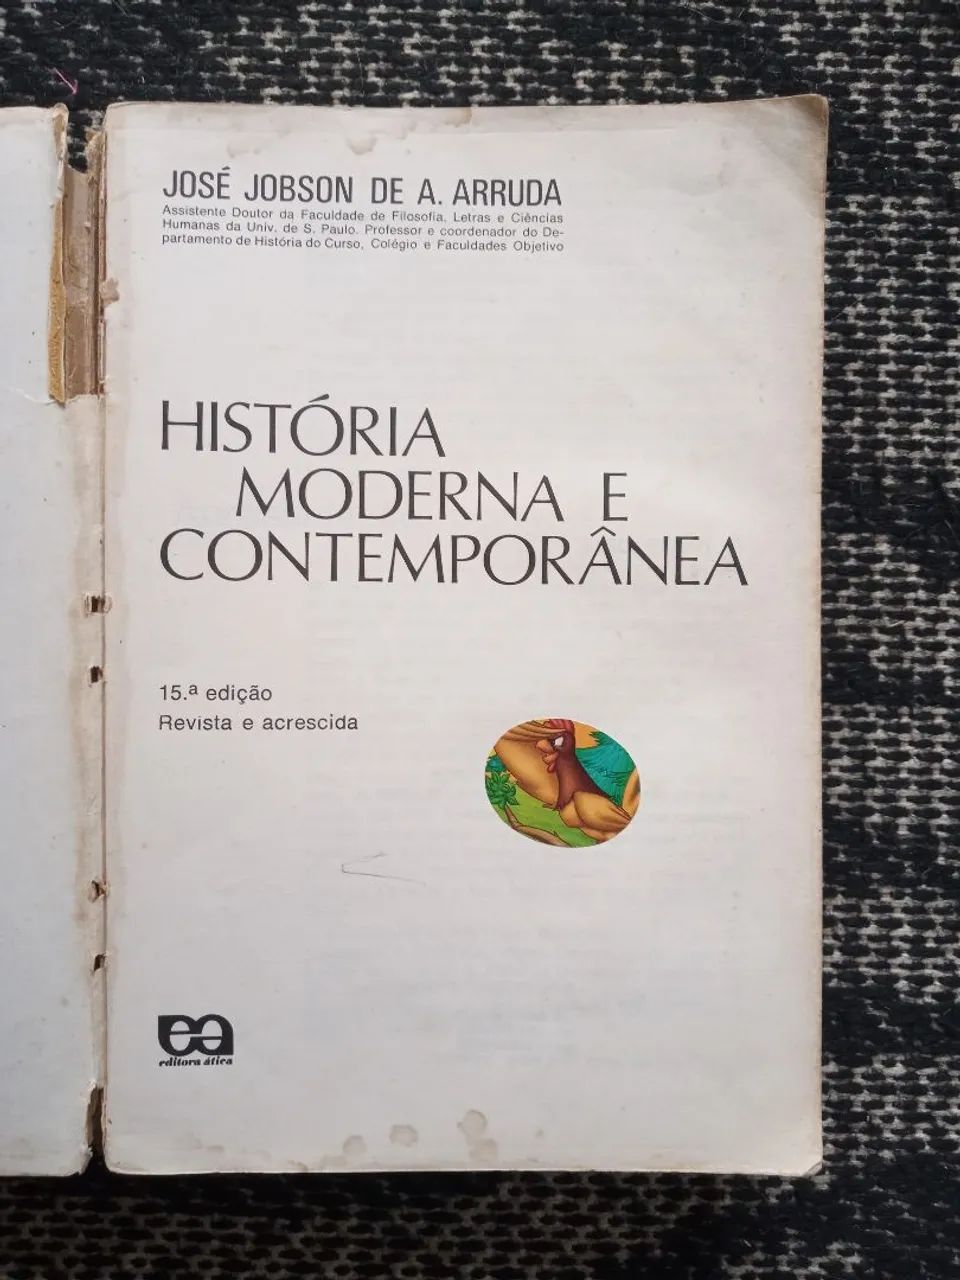 JOSÉ JOBSON DE A. ARRUDA
Assistente Doutor da Faculdade de Filosofia, Letras e Ciências
Humanas da Univ. de S. Paulo. Professor e coordenador do De-
partamento de História do Curso, Colégio e Faculdades Objetivo
HISTÓRIA
MODERNA E
CONTEMPORÂNEA
15.ª edição
Revista e acrescida
ea
editora ática